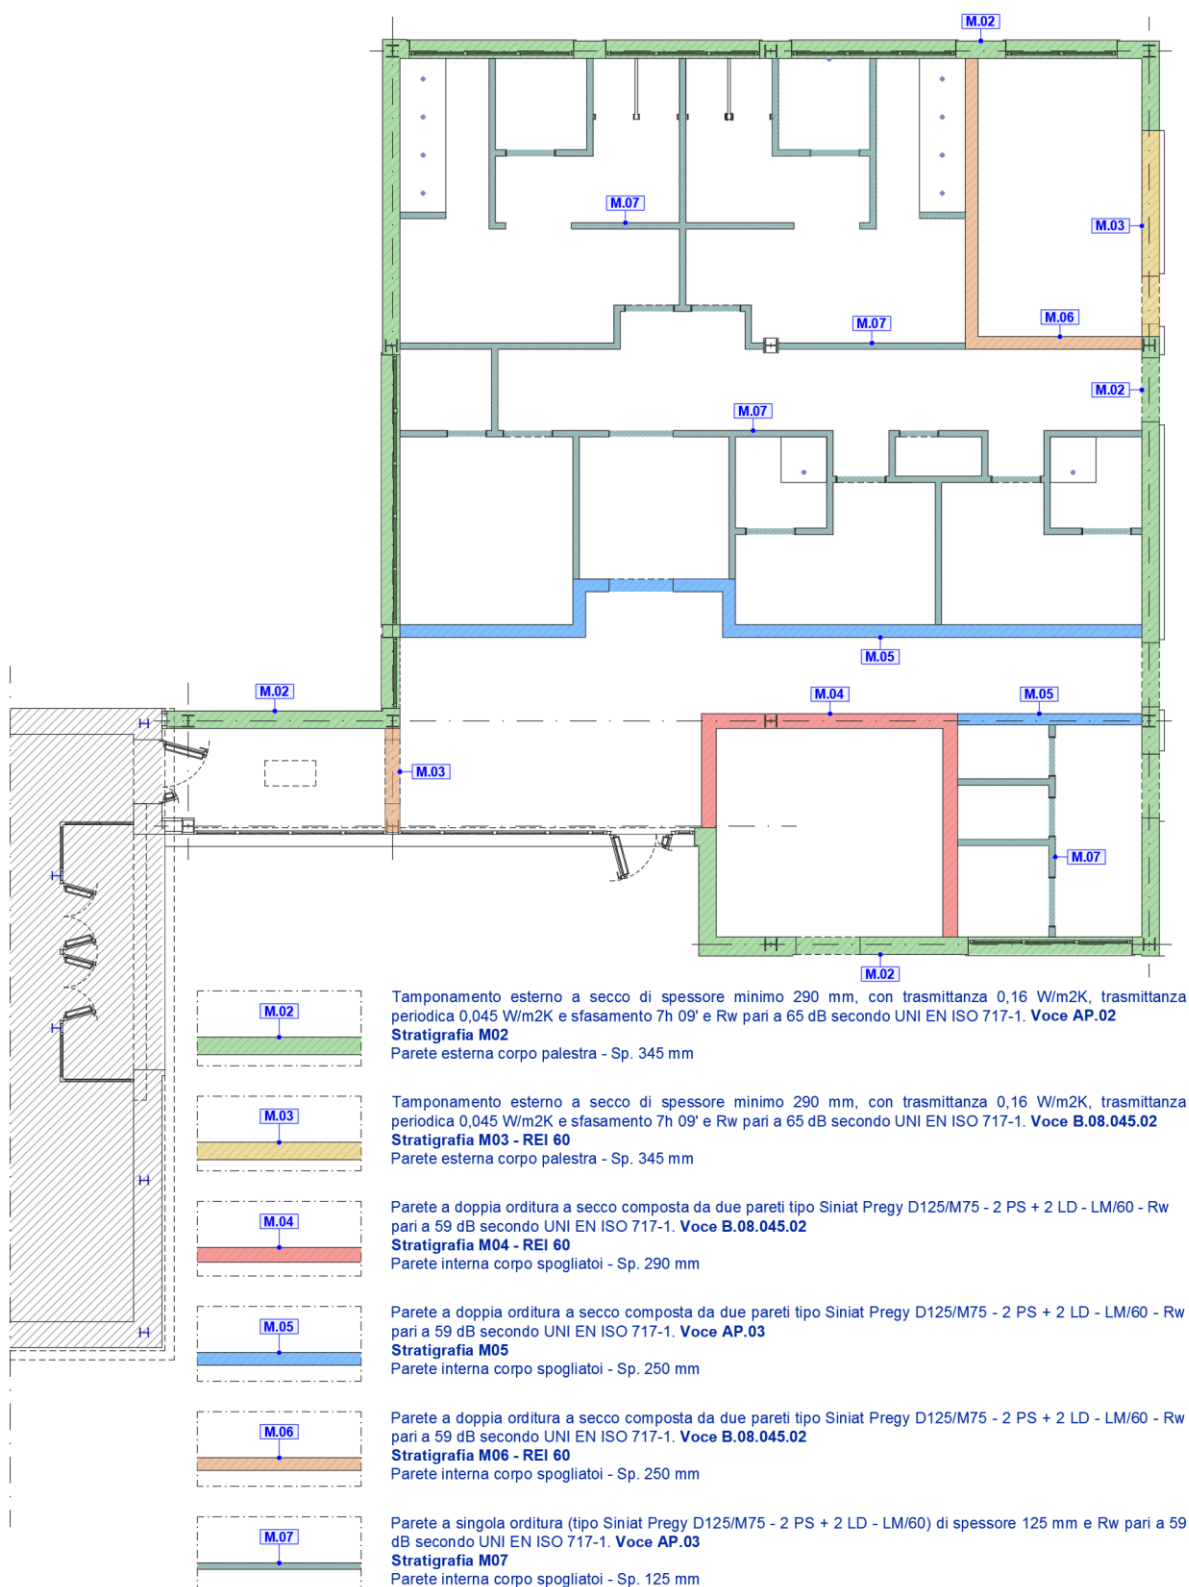 M.02
M.07
M.03
M.06
M.07
M.02
M.07
M.05
M.02
M.04
M.05
M.03
M.07
M.02
M.02
Tamponamento esterno a secco di spessore minimo 290 mm, con trasmittanza 0,16 W/m2K, trasmittanza
periodica 0,045 W/m2K e sfasamento 7h 09' e Rw pari a 65 dB secondo UNI EN ISO 717-1. Voce AP.02
Stratigrafia M02
Parete esterna corpo palestra - Sp. 345 mm
M.03
Tamponamento esterno a secco di spessore minimo 290 mm, con trasmittanza 0,16 W/m2K, trasmittanza
periodica 0,045 W/m2K e sfasamento 7h 09' e Rw pari a 65 dB secondo UNI EN ISO 717-1. Voce B.08.045.02
Stratigrafia M03 - REI 60
Parete esterna corpo palestra - Sp. 345 mm
M.04
Parete a doppia orditura a secco composta da due pareti tipo Siniat Pregy D125/M75 - 2 PS + 2 LD - LM/60 - Rw
pari a 59 dB secondo UNI EN ISO 717-1. Voce B.08.045.02
Stratigrafia M04 - REI 60
Parete interna corpo spogliatoi - Sp. 290 mm
M.05
Parete a doppia orditura a secco composta da due pareti tipo Siniat Pregy D125/M75 - 2 PS + 2 LD - LM/60 - Rw
pari a 59 dB secondo UNI EN ISO 717-1. Voce AP.03
Stratigrafia M05
Parete interna corpo spogliatoi - Sp. 250 mm
M.06
Parete a doppia orditura a secco composta da due pareti tipo Siniat Pregy D125/M75 - 2 PS + 2 LD - LM/60 - Rw
pari a 59 dB secondo UNI EN ISO 717-1. Voce B.08.045.02
Stratigrafia M06 - REI 60
Parete interna corpo spogliatoi - Sp. 250 mm
M.07
Parete a singola orditura (tipo Siniat Pregy D125/M75 - 2 PS + 2 LD - LM/60) di spessore 125 mm e Rw pari a 59
dB secondo UNI EN ISO 717-1. Voce AP.03
Stratigrafia M07
Parete interna corpo spogliatoi - Sp. 125 mm